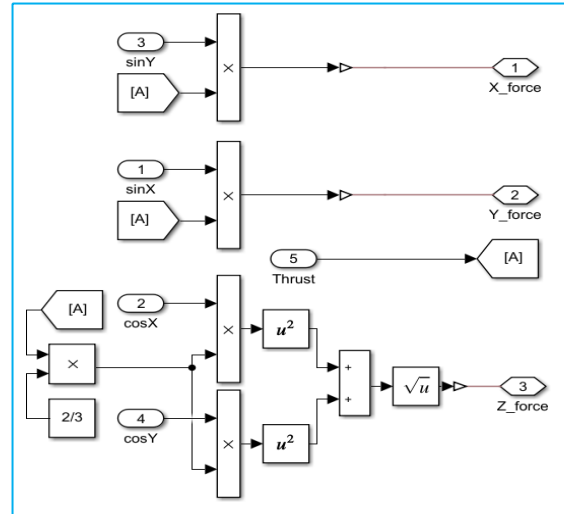 3
sinY
[A]
×
1
X_force
1
sinX
[A]
×
2
Y_force
5
Thrust
[A]
[A]
2
cosX
×
u²
×
2/3
+
+
√u
3
Z_force
4
cosY
×
u²